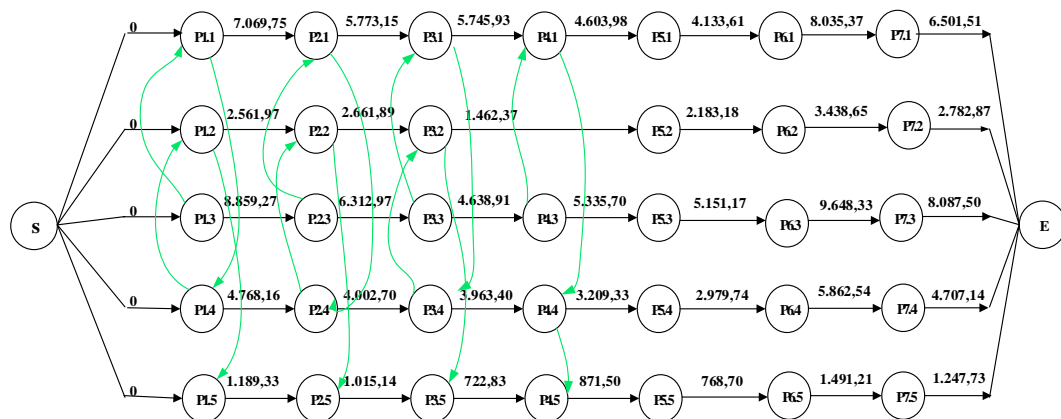 0 P1.1 7.069,75 P2.1 5.773,15 P3.1 5.745,93 P4.1 4.603,98 P5.1 4.133,61 P6.1 8.035,37 P7.1 6.501,51
0 P1.2 2.561,97 P2.2 2.661,89 P3.2 1.462,37 P5.2 2.183,18 P6.2 3.438,65 P7.2 2.782,87
S 0 P1.3 8.859,27 P2.3 6.312,97 P3.3 4.638,91 P4.3 5.335,70 P5.3 5.151,17 P6.3 9.648,33 P7.3 8.087,50 E
0 P1.4 4.768,16 P2.4 4.002,70 P3.4 3.963,40 P4.4 3.209,33 P5.4 2.979,74 P6.4 5.862,54 P7.4 4.707,14
0 P1.5 1.189,33 P2.5 1.015,14 P3.5 722,83 P4.5 871,50 P5.5 768,70 P6.5 1.491,21 P7.5 1.247,73